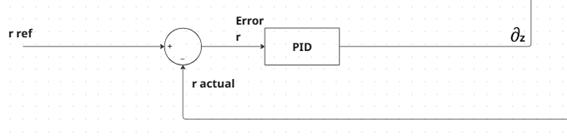 Error
r ref
r
+
PID
∂z
−
r actual